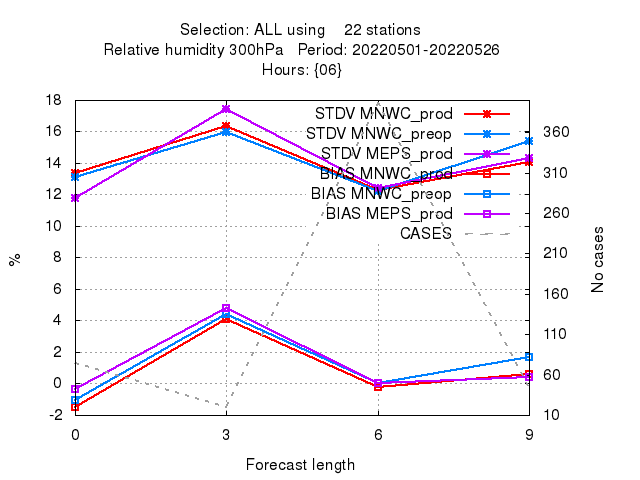 Selection: ALL using 22 stations
Relative humidity 300hPa Period: 20220501-20220526
Hours: {06}
STDV MNWC_prod
STDV MNWC_preop
STDV MEPS_prod
BIAS MNWC_prod
BIAS MNWC_preop
BIAS MEPS_prod
CASES
18
16
14
12
10
8
6
4
2
0
-2
%
360
310
260
210
160
110
60
10
No cases
0 3 6 9
Forecast length